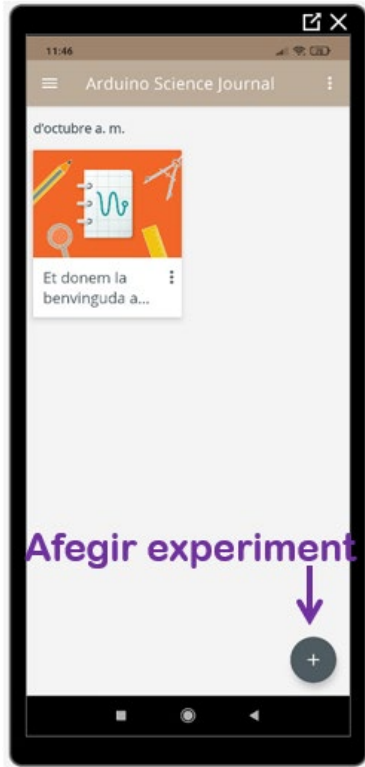 11:46
Arduino Science Journal
d'octubre a. m.
Et donem la
benvinguda a...
Afegir experiment
+